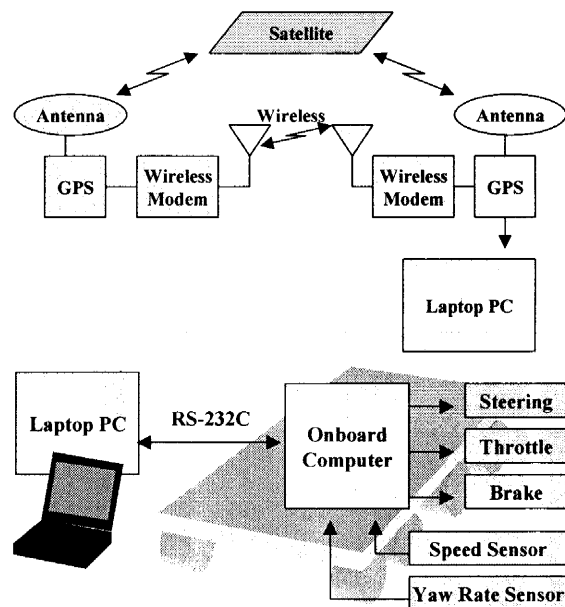 Satellite
Antenna
Wireless
Antenna
GPS
Wireless
Modem
Wireless
Modem
GPS
Laptop PC
Laptop PC
RS-232C
Onboard
Computer
Steering
Throttle
Brake
Speed Sensor
Yaw Rate Sensor